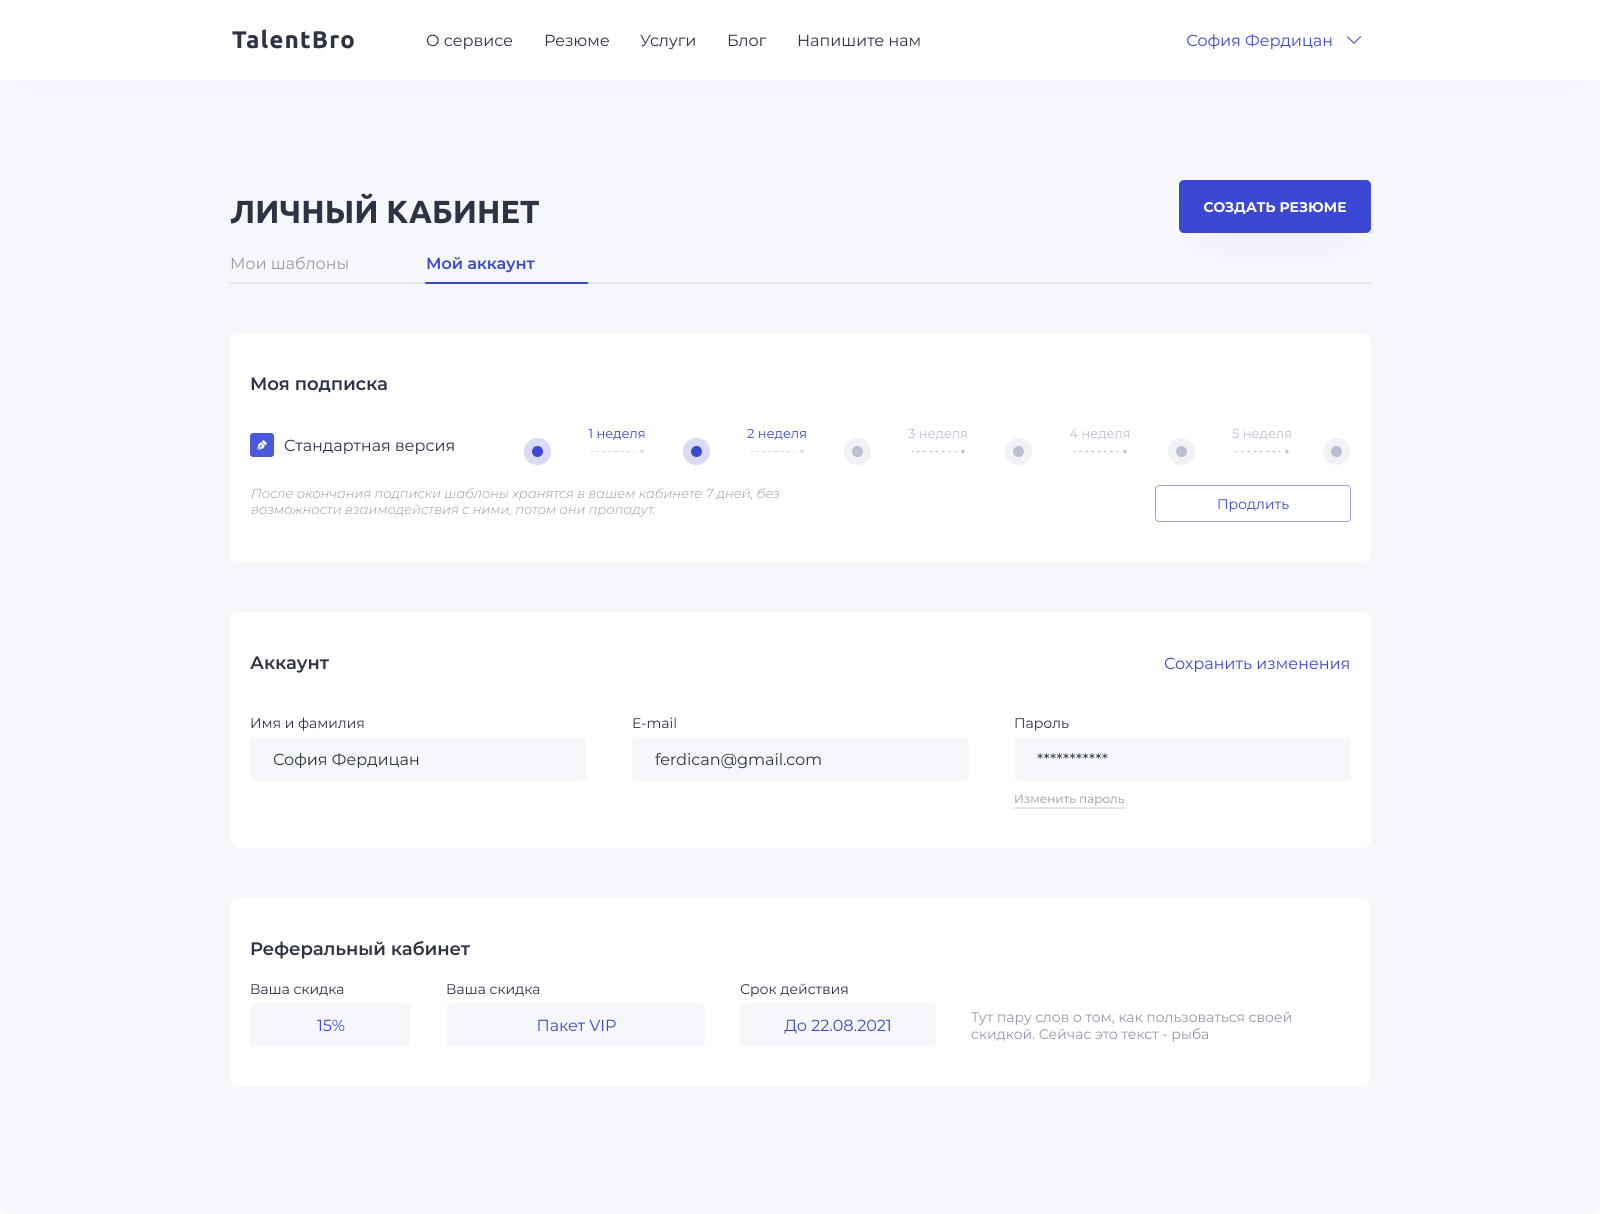 TalentBro
О сервисе
Резюме
Услуги
Блог
Напишите нам
София Фердицан
ЛИЧНЫЙ КАБИНЕТ
СОЗДАТЬ РЕЗЮМЕ
Мои шаблоны
Мой аккаунт
Моя подписка
Стандартная версия
1 неделя
2 неделя
3 неделя
4 неделя
5 неделя
После окончания подписки шаблоны хранятся в вашем кабинете 7 дней, без
возможности взаимодействия с ними, потом они пропадут.
Продлить
Аккаунт
Сохранить изменения
Имя и фамилия
София Фердицан
E-mail
ferdican@gmail.com
Пароль
***********
Изменить пароль
Реферальный кабинет
Ваша скидка
15%
Ваша скидка
Пакет VIP
Срок действия
До 22.08.2021
Тут пару слов о том, как пользоваться своей
скидкой. Сейчас это текст - рыба